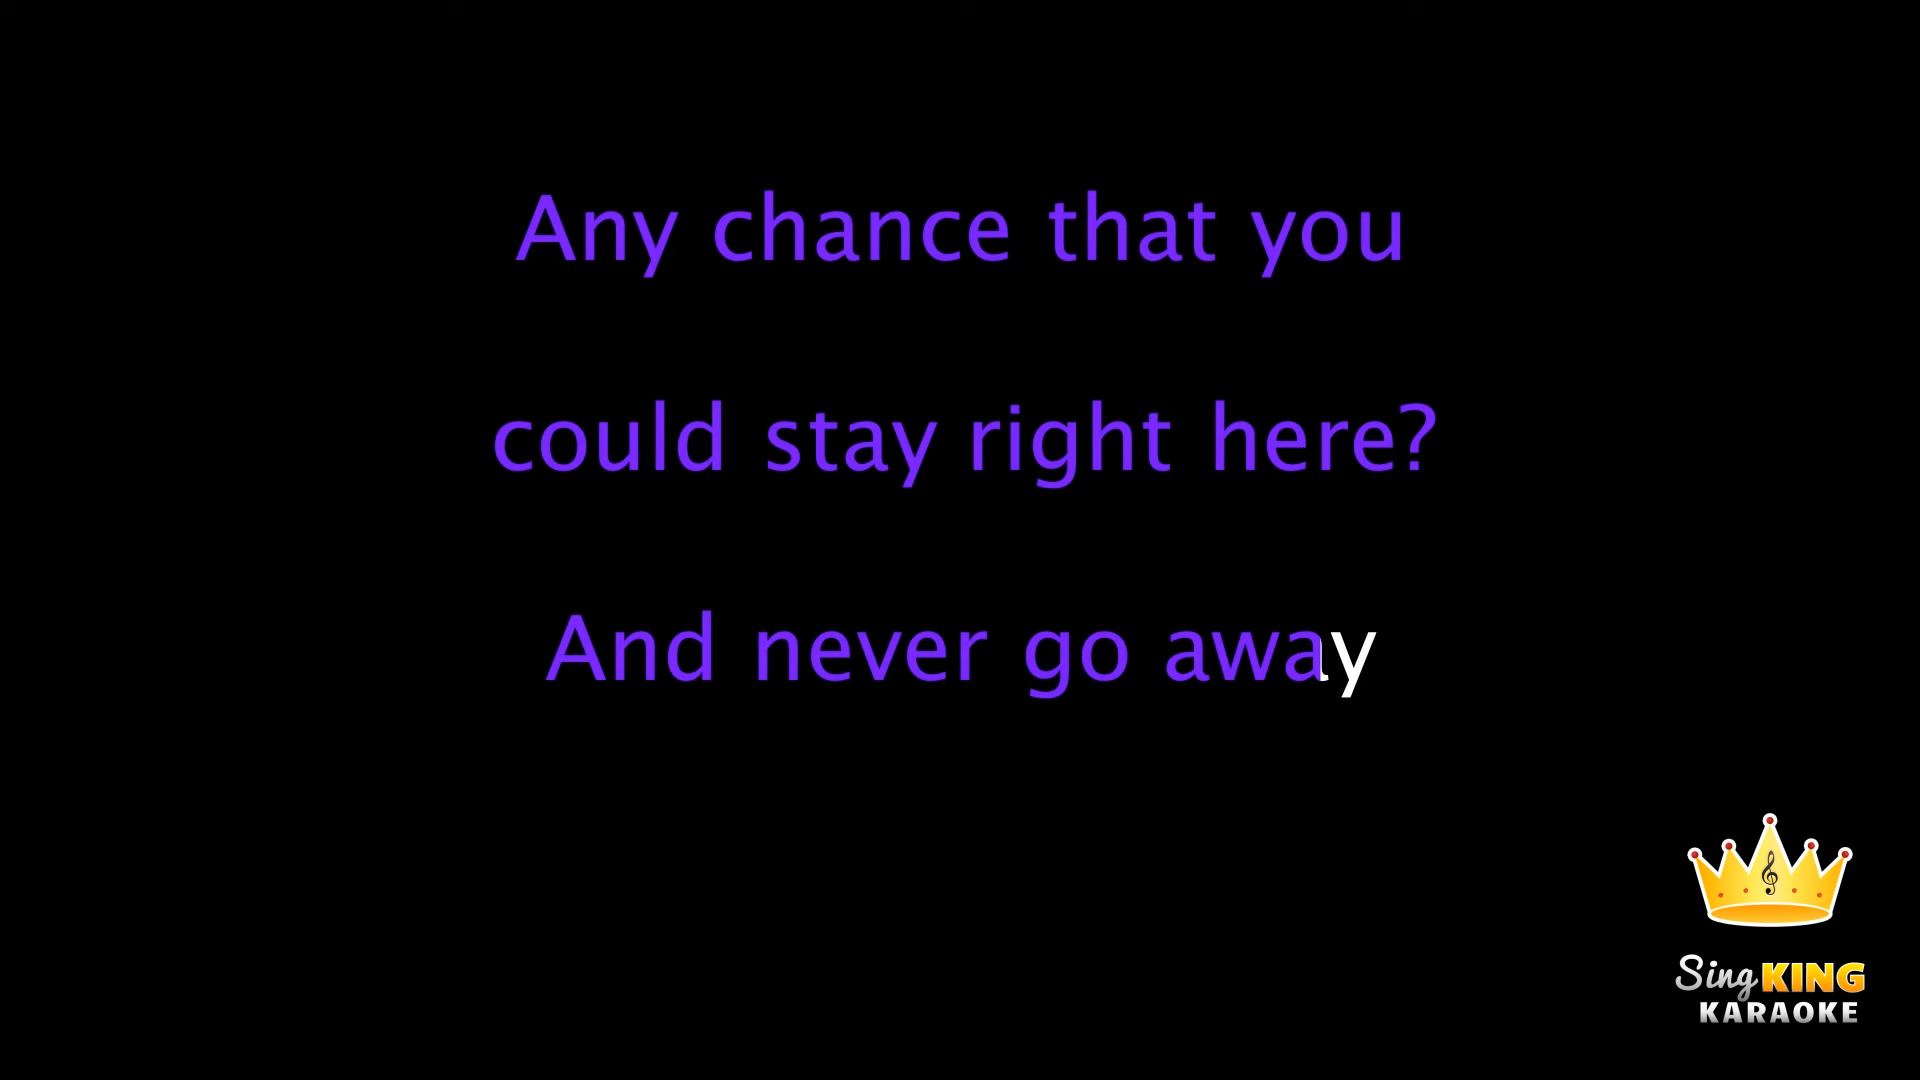 Any chance that you
could stay right here?
And never go away
Sing KING
KARAOKE